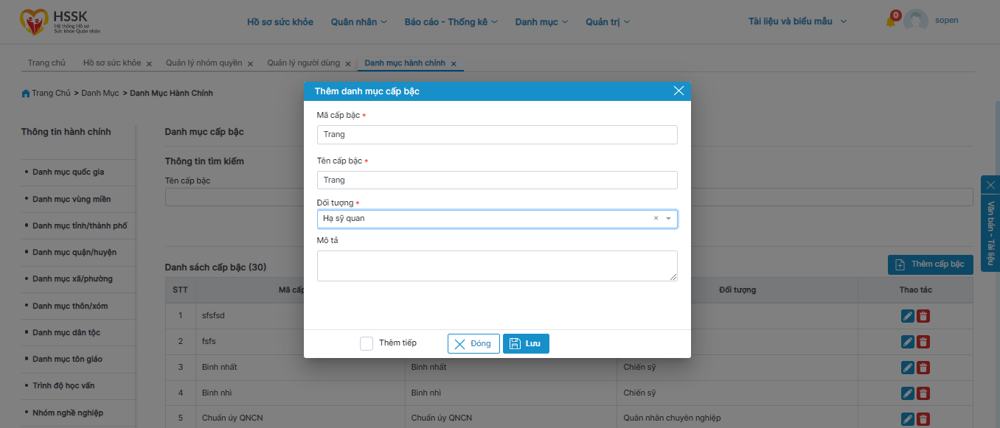 HSSK
Hệ thống Hồ sơ
Sức khỏe Quân nhân
Hồ sơ sức khỏe
Quân nhân
Báo cáo - Thống kê
Danh mục
Quản trị
Tài liệu và biểu mẫu
0
sopen
Trang chủ
Hồ sơ sức khỏe
Quản lý nhóm quyền
Quản lý người dùng
Danh mục hành chính
Trang Chủ > Danh Mục > Danh Mục Hành Chính
Thông tin hành chính
Danh mục quốc gia
Danh mục vùng miền
Danh mục tỉnh/thành phố
Danh mục quận/huyện
Danh mục xã/phường
Danh mục thôn/xóm
Danh mục dân tộc
Danh mục tôn giáo
Trình độ học vấn
Nhóm nghề nghiệp
Danh mục cấp bậc
Thông tin tìm kiếm
Tên cấp bậc
Thêm danh mục cấp bậc
Mã cấp bậc *
Trang
Tên cấp bậc *
Trang
Đối tượng *
Hạ sỹ quan
Mô tả
Thêm tiếp
Đóng
Lưu
Văn bản - Tài liệu
Danh sách cấp bậc (30)
Thêm cấp bậc
STT Mã cấp Đối tượng Thao tác
1 sfsfsd
2 fsfs
3 Binh nhất Binh nhất Chiến sỹ
4 Binh nhì Binh nhì Chiến sỹ
5 Chuẩn úy QNCN Chuẩn úy QNCN Quân nhân chuyên nghiệp